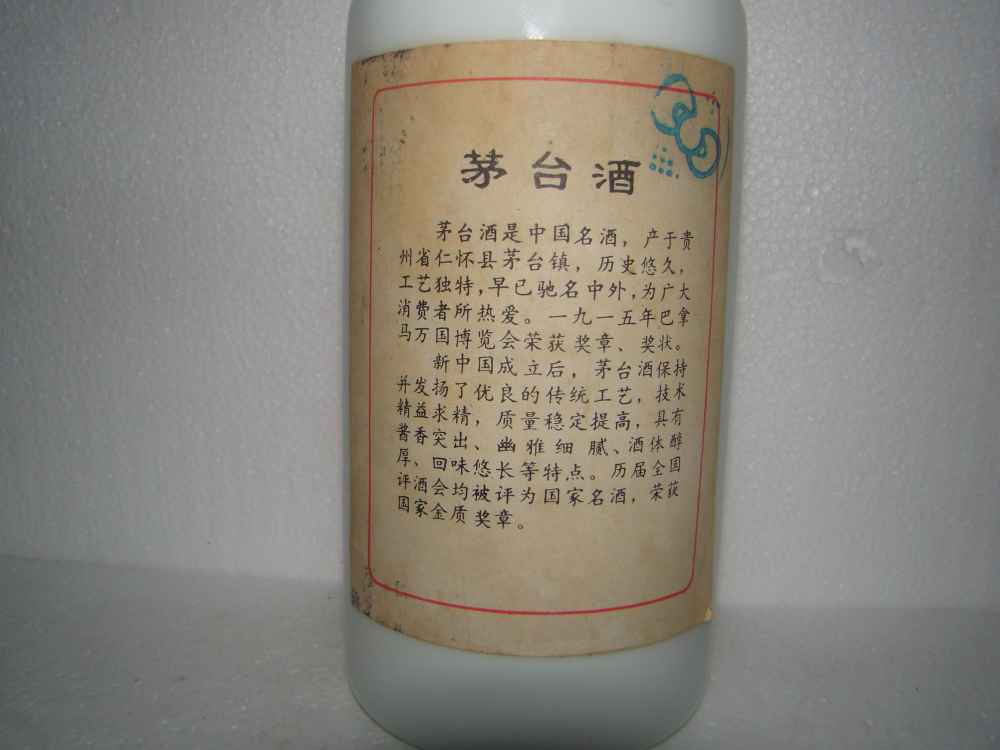 茅台酒
茅台酒是中国名酒，产于贵
州省仁怀县茅台镇，历史悠久，
工艺独特，早已驰名中外，为广大
消费者所热爱。一九一五年巴拿
马万国博览会荣获奖章、奖状。
新中国成立后，茅台酒保持
并发扬了优良的传统工艺，技术
精益求精，质量稳定提高，具有
酱香突出、幽雅细腻、酒体醇
厚、回味悠长等特点。历届全国
评酒会均被评为国家名酒，荣获
国家金质奖章。